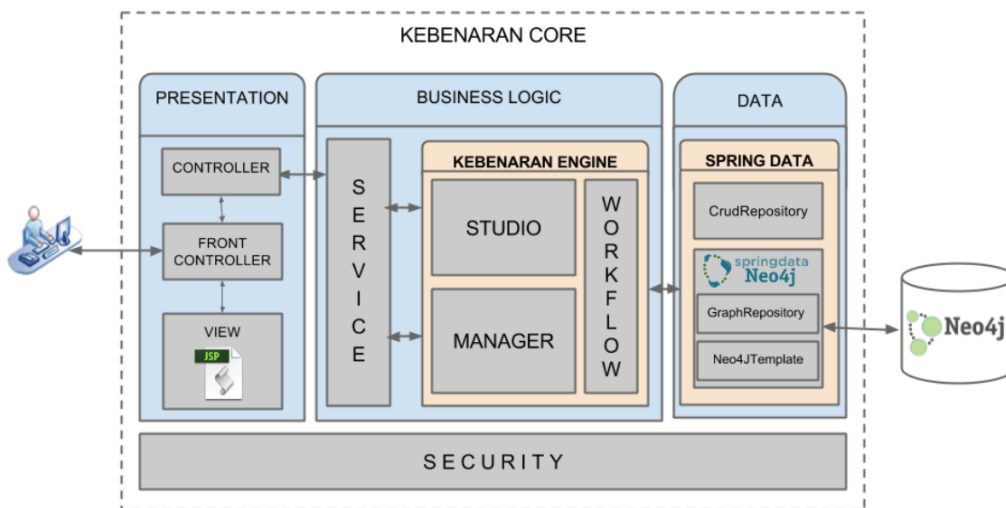 KEBENARAN CORE
PRESENTATION
CONTROLLER
FRONT
CONTROLLER
VIEW
JSP
BUSINESS LOGIC
S
E
R
V
I
C
E
KEBENARAN ENGINE
STUDIO
MANAGER
W
O
R
K
F
L
O
W
DATA
SPRING DATA
CrudRepository
springdata
Neo4j
GraphRepository
Neo4JTemplate
Neo4j
SECURITY